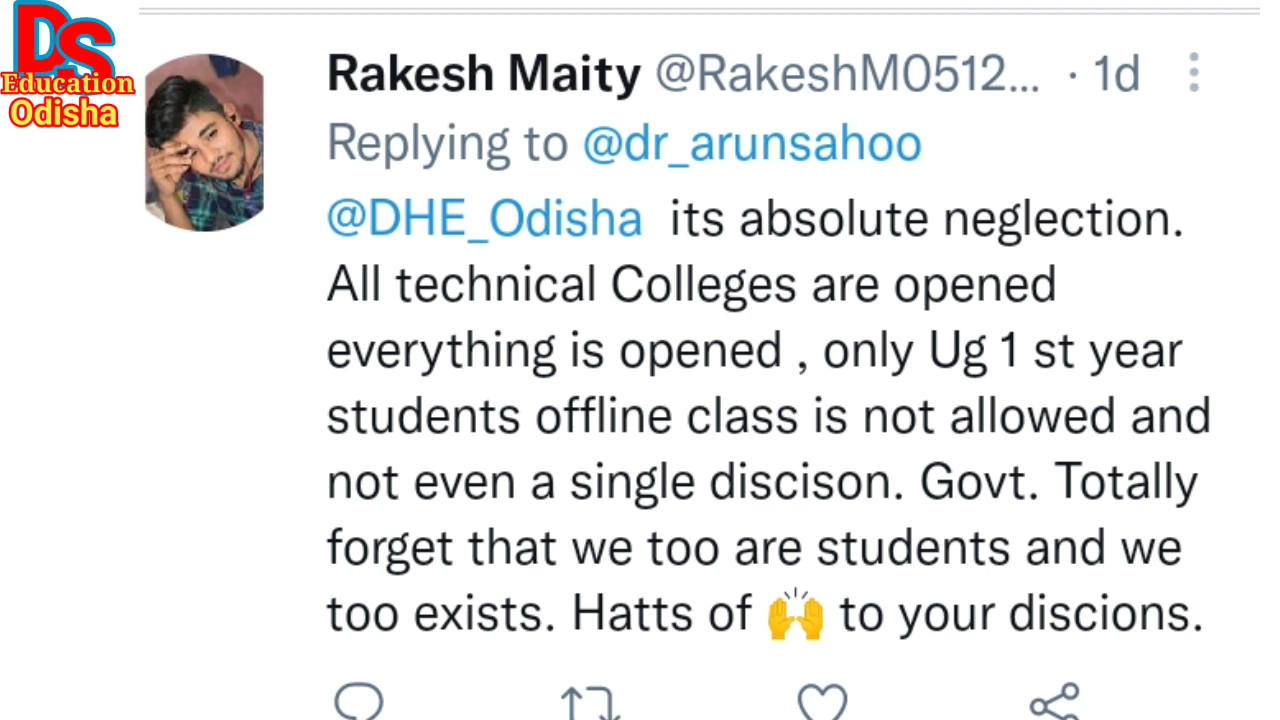 DS
Education
Odisha
Rakesh Maity @RakeshM0512... · 1d
Replying to @dr_arunsahoo
@DHE_Odisha its absolute neglection.
All technical Colleges are opened
everything is opened , only Ug 1 st year
students offline class is not allowed and
not even a single discison. Govt. Totally
forget that we too are students and we
too exists. Hatts of 🙌 to your discions.